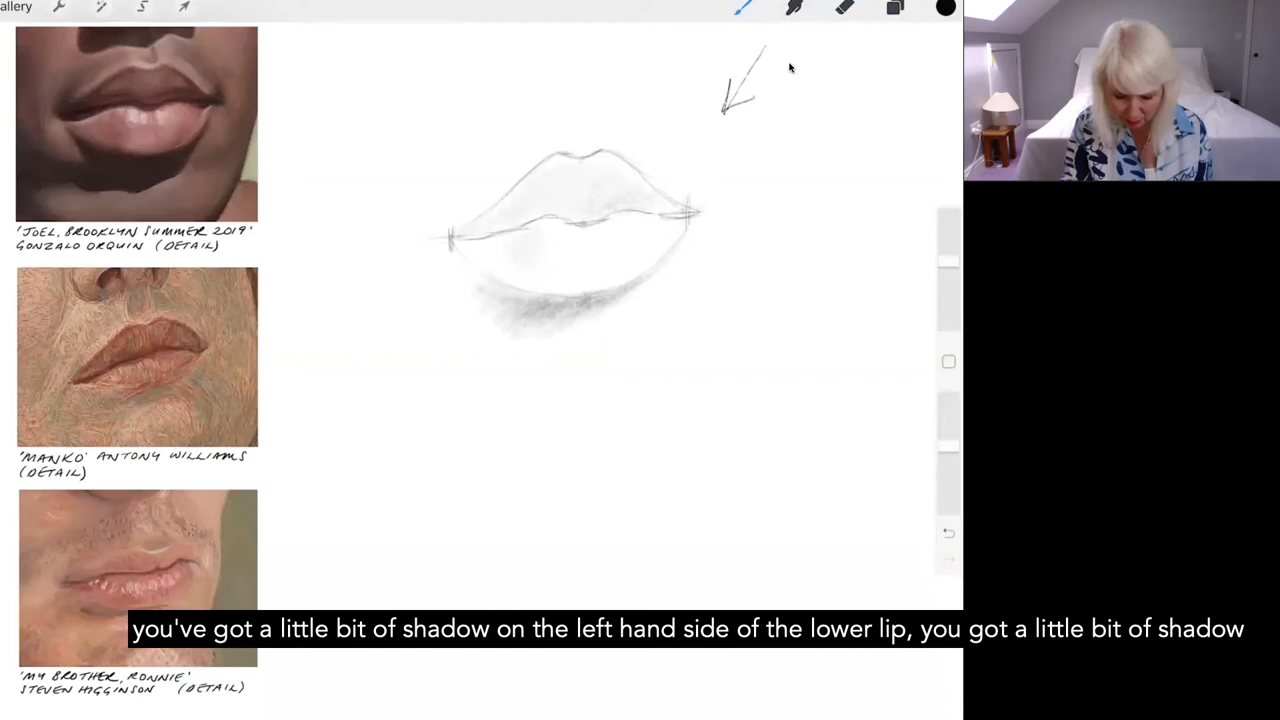 allery
'JOEL, BROOKLYN SUMMER 2019'
GONZALO ORQUIN (DETAIL)
'MANKO' ANTONY WILLIAMS
(DETAIL)
you've got a little bit of shadow on the left hand side of the lower lip, you got a little bit of shadow
'MY BROTHER, RONNIE'
STEVEN HIGGINSON (DETAIL)